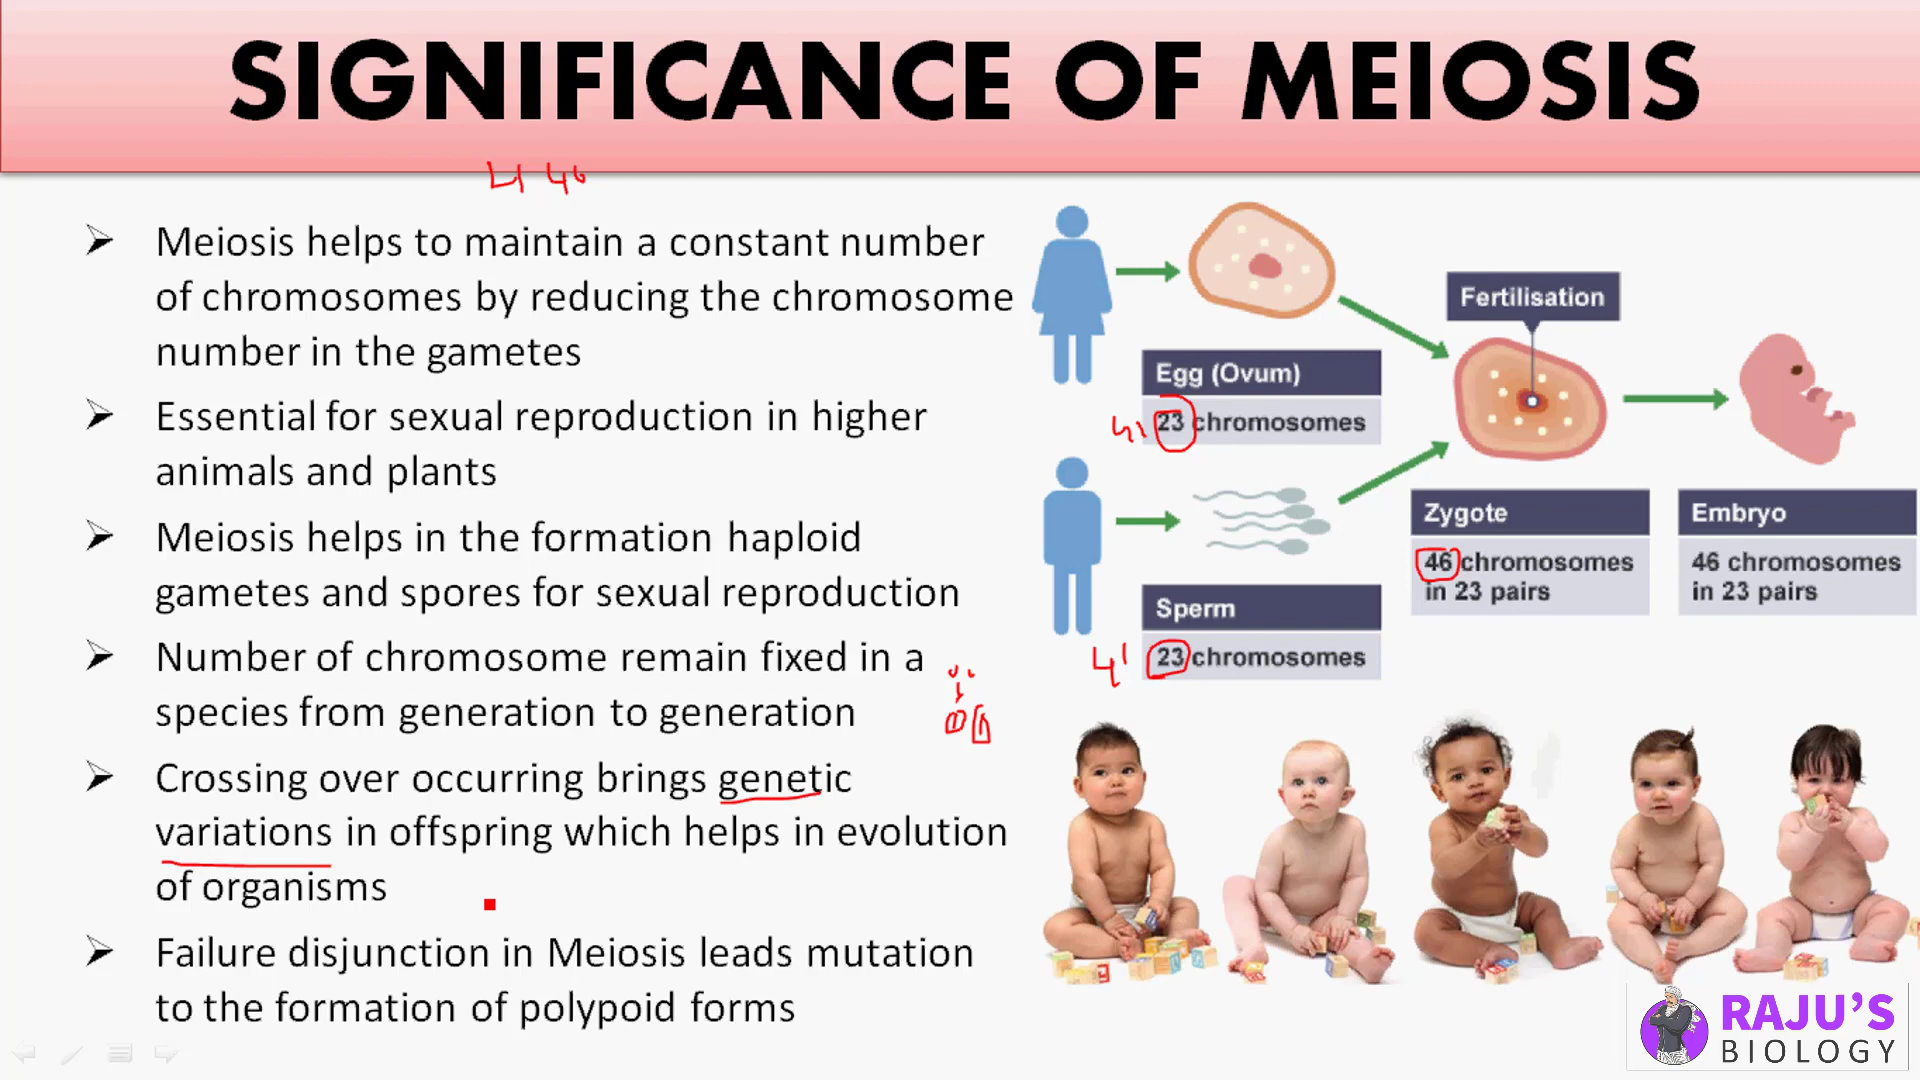 SIGNIFICANCE OF MEIOSIS
Meiosis helps to maintain a constant number
of chromosomes by reducing the chromosome
number in the gametes
Essential for sexual reproduction in higher
animals and plants
Meiosis helps in the formation haploid
gametes and spores for sexual reproduction
Number of chromosome remain fixed in a
species from generation to generation
Crossing over occurring brings genetic
variations in offspring which helps in evolution
of organisms
Failure disjunction in Meiosis leads mutation
to the formation of polypoid forms
Egg (Ovum)
23 chromosomes
Sperm
23 chromosomes
Fertilisation
Zygote
46 chromosomes
in 23 pairs
Embryo
46 chromosomes
in 23 pairs
RAJU'S
BIOLOGY